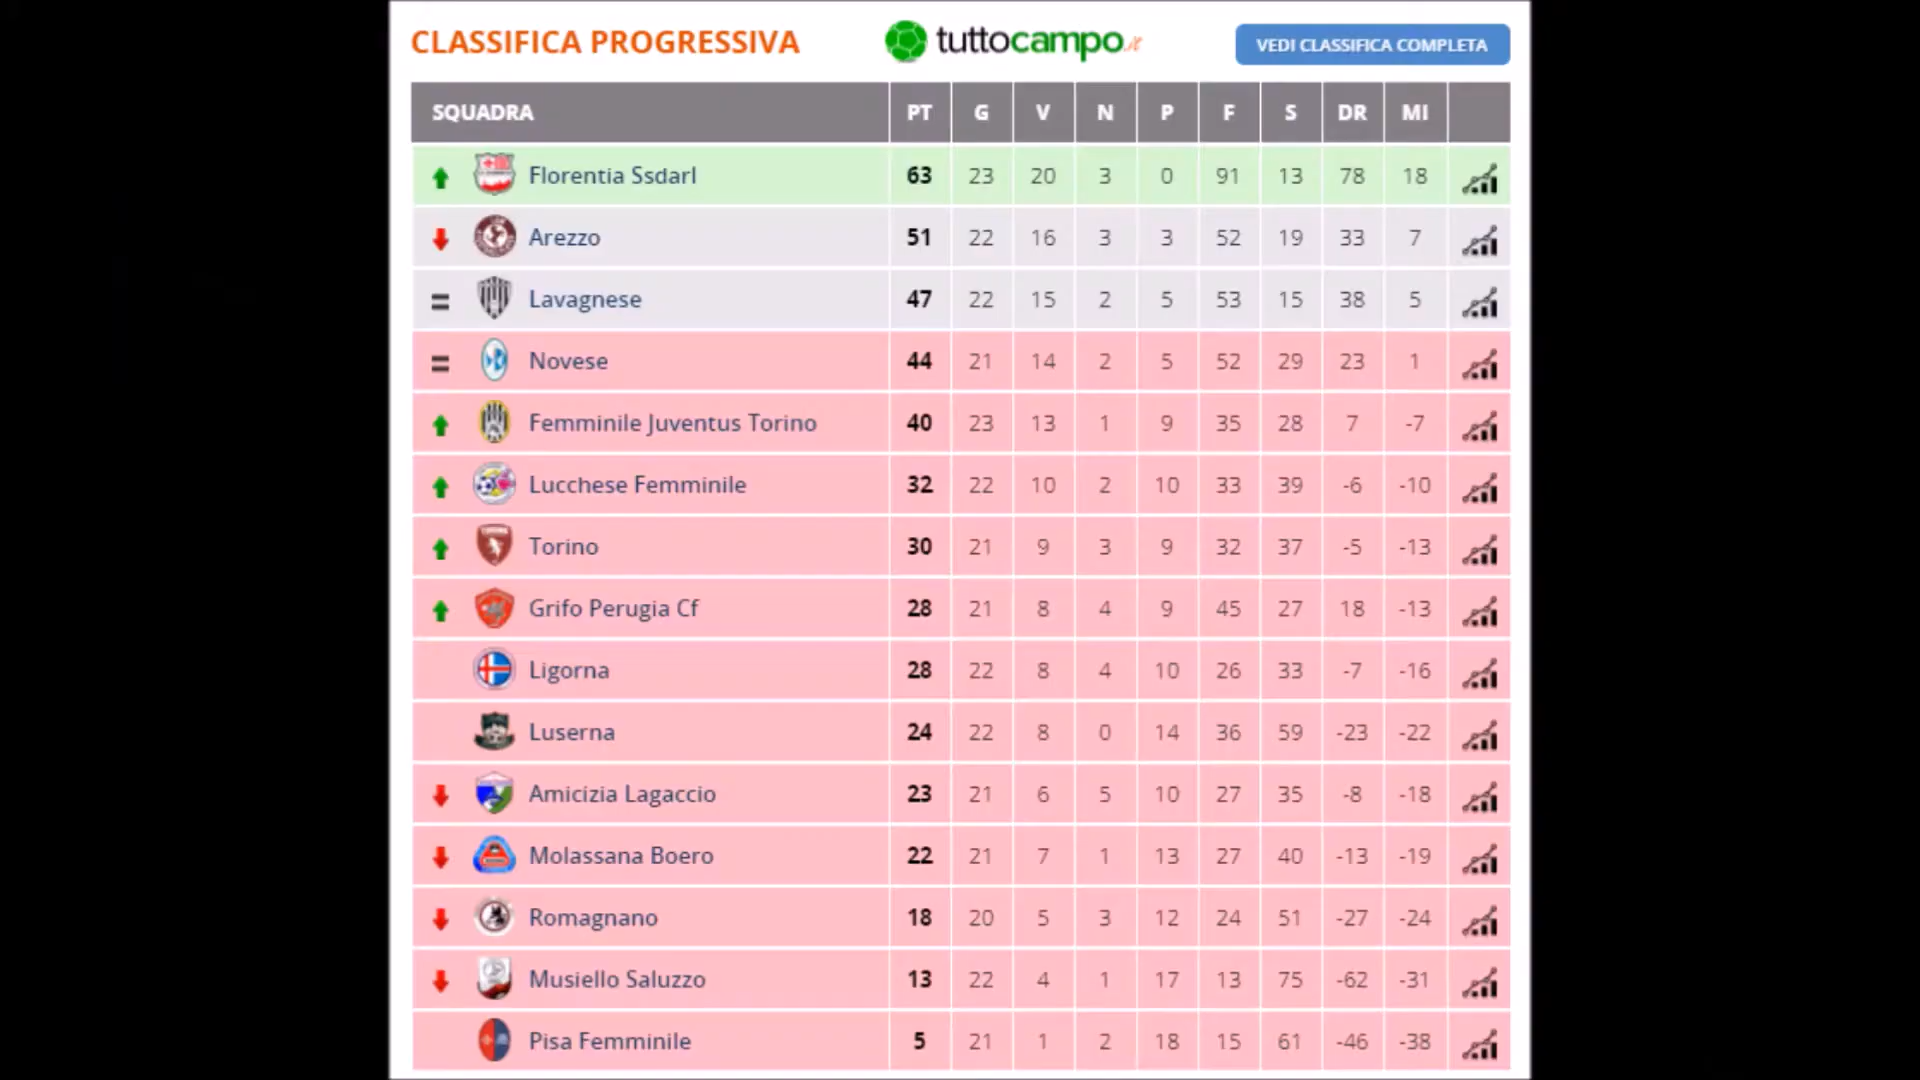 CLASSIFICA PROGRESSIVA tuttocampo.it VEDI CLASSIFICA COMPLETA
SQUADRA PT G V N P F S DR MI
Florentia Ssdarl 63 23 20 3 0 91 13 78 18
Arezzo 51 22 16 3 3 52 19 33 7
Lavagnese 47 22 15 2 5 53 15 38 5
Novese 44 21 14 2 5 52 29 23 1
Femminile Juventus Torino 40 23 13 1 9 35 28 7 -7
Lucchese Femminile 32 22 10 2 10 33 39 -6 -10
Torino 30 21 9 3 9 32 37 -5 -13
Grifo Perugia Cf 28 21 8 4 9 45 27 18 -13
Ligorna 28 22 8 4 10 26 33 -7 -16
Luserna 24 22 8 0 14 36 59 -23 -22
Amicizia Lagaccio 23 21 6 5 10 27 35 -8 -18
Molassana Boero 22 21 7 1 13 27 40 -13 -19
Romagnano 18 20 5 3 12 24 51 -27 -24
Musiello Saluzzo 13 22 4 1 17 13 75 -62 -31
Pisa Femminile 5 21 1 2 18 15 61 -46 -38